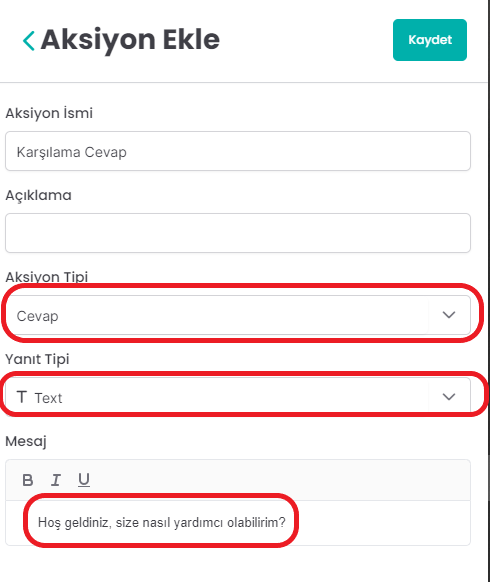 Aksiyon Ekle
Kaydet
Aksiyon İsmi
Karşılama Cevap
Açıklama
Aksiyon Tipi
Cevap
Yanıt Tipi
T Text
Mesaj
B I U
Hoş geldiniz, size nasıl yardımcı olabilirim?